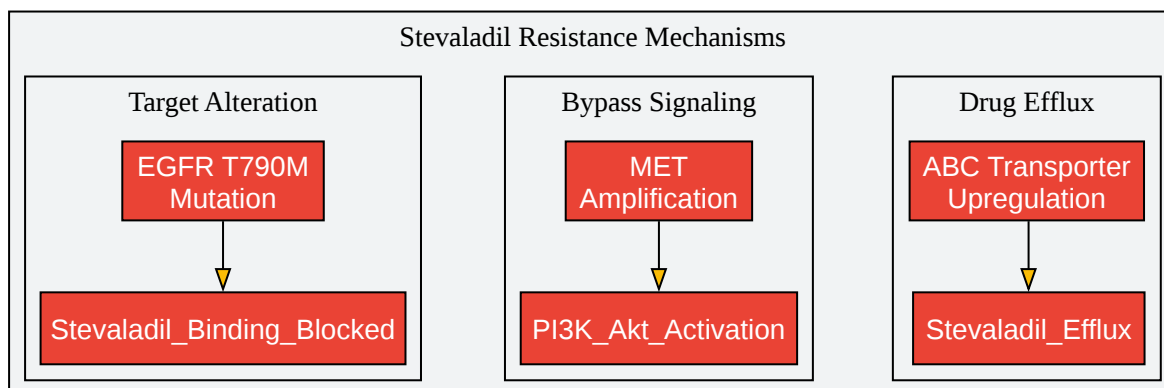 Stevaladil Resistance Mechanisms
Target Alteration
EGFR T790M
Mutation
Stevaladil_Binding_Blocked
Bypass Signaling
MET
Amplification
PI3K_Akt_Activation
Drug Efflux
ABC Transporter
Upregulation
Stevaladil_Efflux